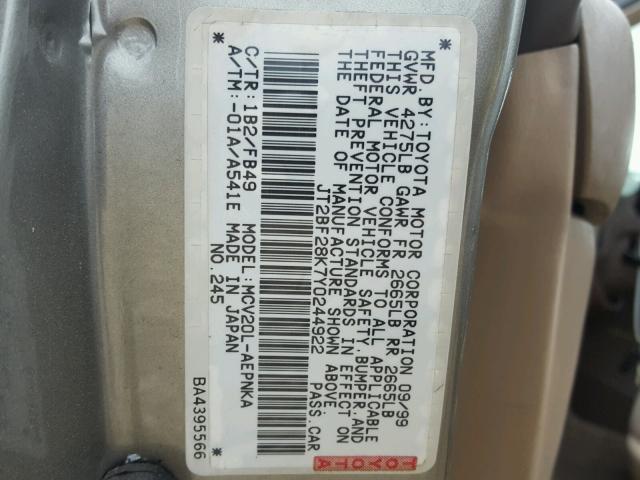 MFD. BY: TOYOTA MOTOR CORPORATION 09/99
GVWR 4275LB GAWR FR 2665LB RR 2665LB
THIS VEHICLE CONFORMS TO ALL APPLICABLE
FEDERAL MOTOR VEHICLE SAFETY, BUMPER, AND
THEFT PREVENTION STANDARDS IN EFFECT ON
THE DATE OF MANUFACTURE SHOWN ABOVE.
*JT2BF28K7Y0244922* PASS. CAR
C/TR: 1B2/FB49 MODEL: MCV20L-AEPNKA
A/TM: -01A/A541E MADE IN JAPAN
NO. 245
BA4395566
TOYOTA